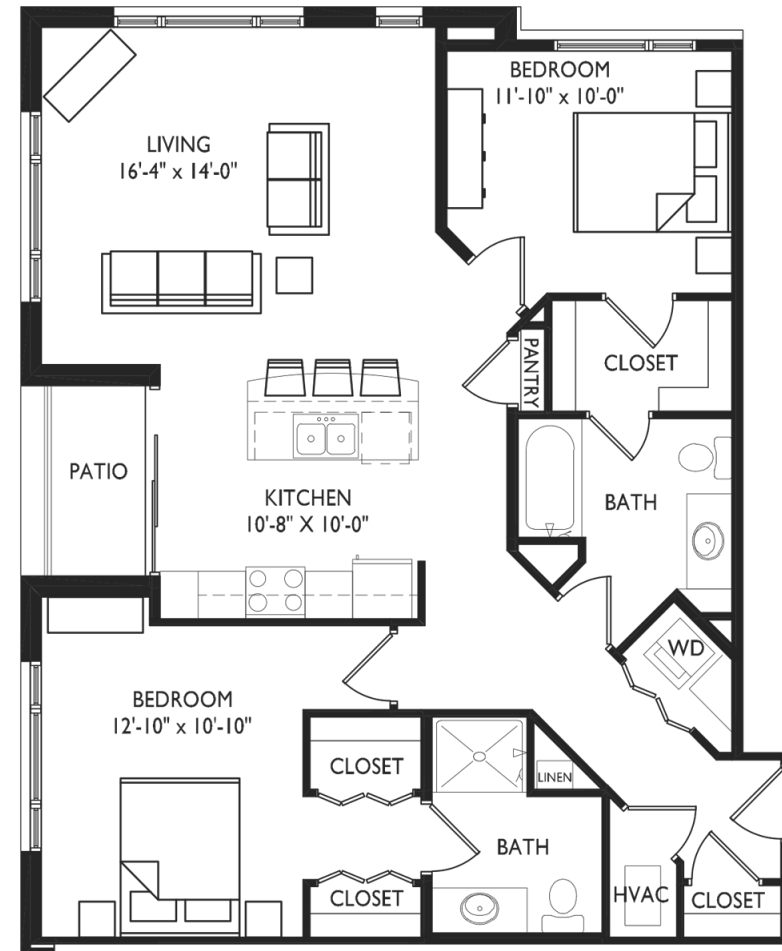 BEDROOM
11'-10" x 10'-0"
LIVING
16'-4" x 14'-0"
PANTRY
CLOSET
PATIO
KITCHEN
10'-8" X 10'-0"
BATH
WD
BEDROOM
12'-10" x 10'-10"
CLOSET
LINEN
BATH
CLOSET
HVAC
CLOSET